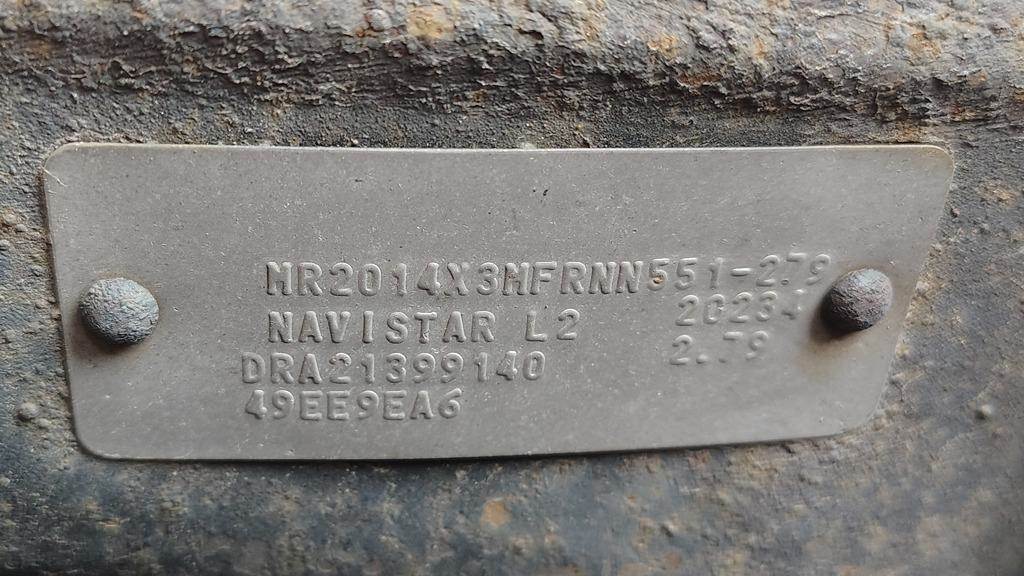 MR2014X3MFRNN551-279
NAVISTAR L2 20234
DRA21399140 2.79
49EE9EA6